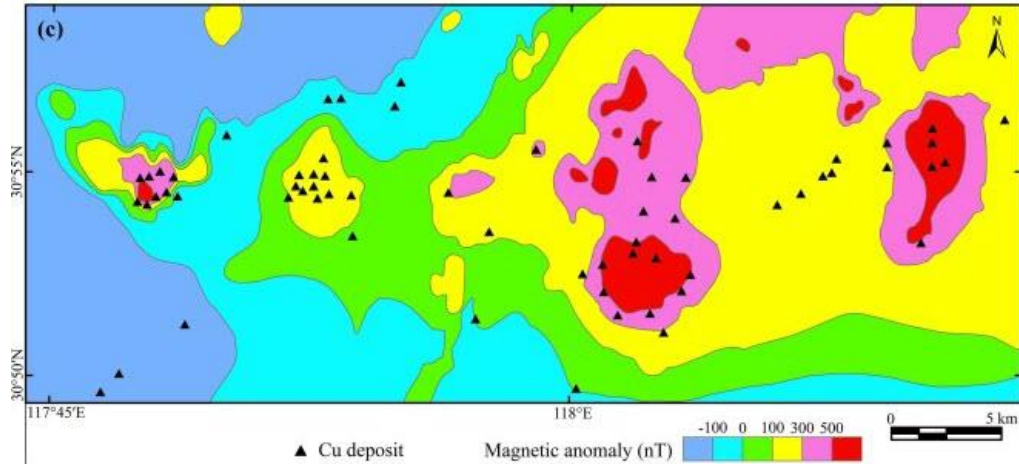 (c)
N
30°55′N
30°50′N
117°45′E
118°E
0
5 km
Cu deposit
Magnetic anomaly (nT)
-100 0 100 300 500